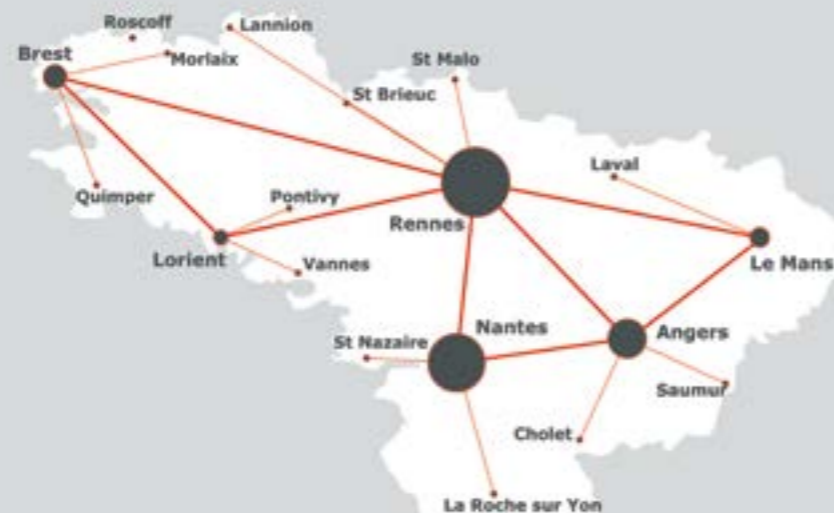 Roscoff
Lannion
Brest
Morlaix
St Malo
St Brieuc
Laval
Quimper
Pontivy
Rennes
Lorient
Vannes
Le Mans
St Nazaire
Nantes
Angers
Saumur
Cholet
La Roche sur Yon